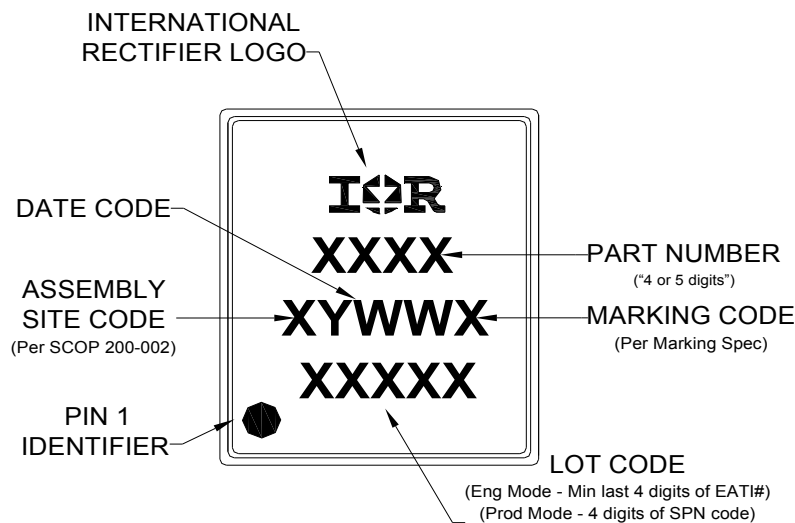 INTERNATIONAL
RECTIFIER LOGO
IOR
DATE CODE
XXXX
PART NUMBER
(“4 or 5 digits”)
ASSEMBLY
SITE CODE
(Per SCOP 200-002)
XYWWX
MARKING CODE
(Per Marking Spec)
XXXXX
PIN 1
IDENTIFIER
LOT CODE
(Eng Mode - Min last 4 digits of EATI#)
(Prod Mode - 4 digits of SPN code)